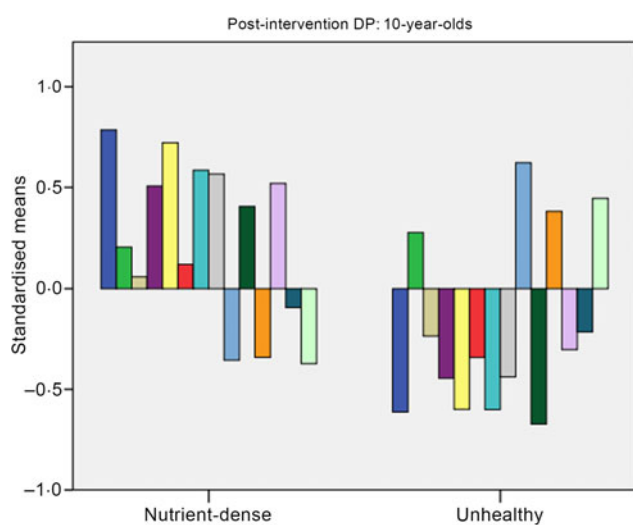 Post-intervention DP: 10-year-olds
Standardised means
1·0
0·5
0·0
−0·5
−1·0
Nutrient-dense
Unhealthy